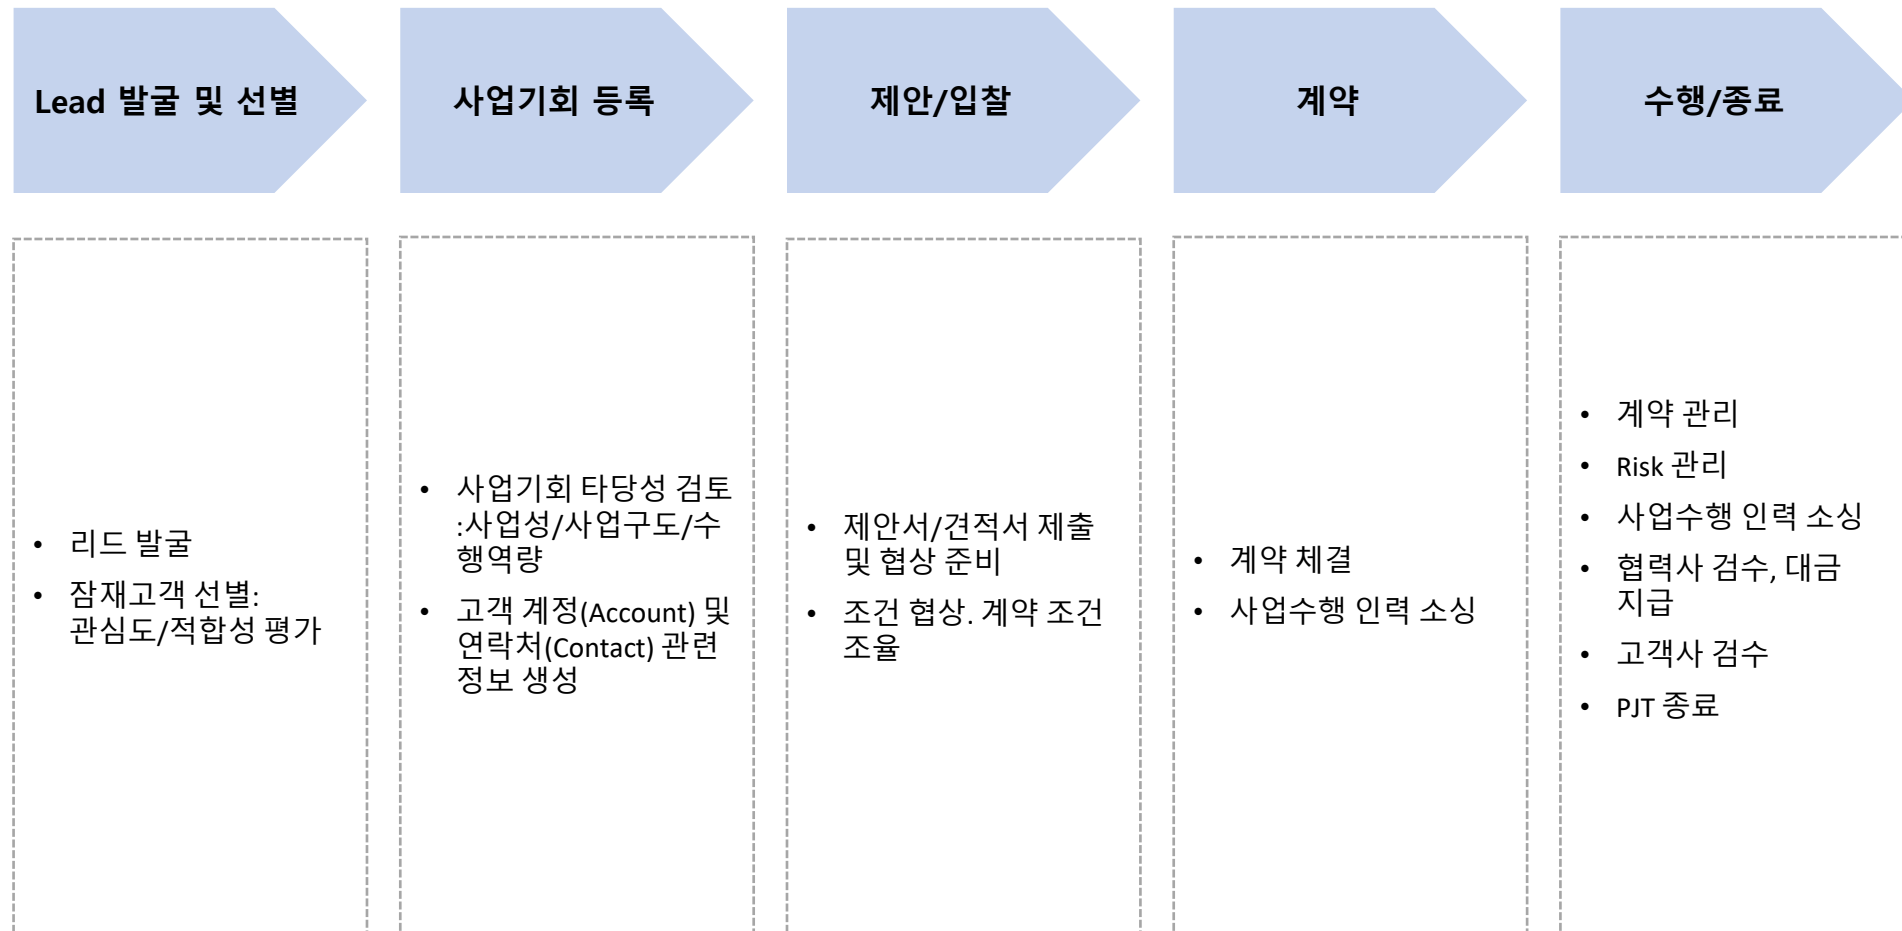 Lead 발굴 및 선별
사업기회 등록
제안/입찰
계약
수행/종료
• 리드 발굴
• 잠재고객 선별:
관심도/적합성 평가
• 사업기회 타당성 검토
:사업성/사업구도/수
행역량
• 고객 계정(Account) 및
연락처(Contact) 관련
정보 생성
• 제안서/견적서 제출
및 협상 준비
• 조건 협상. 계약 조건
조율
• 계약 체결
• 사업수행 인력 소싱
• 계약 관리
• Risk 관리
• 사업수행 인력 소싱
• 협력사 검수, 대금
지급
• 고객사 검수
• PJT 종료